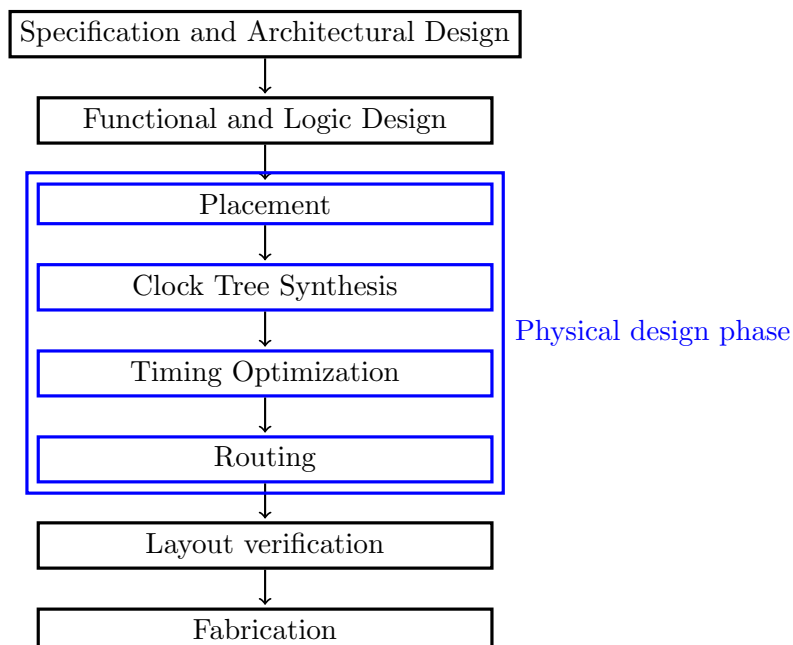 Specification and Architectural Design
Functional and Logic Design
Placement
Clock Tree Synthesis
Physical design phase
Timing Optimization
Routing
Layout verification
Fabrication